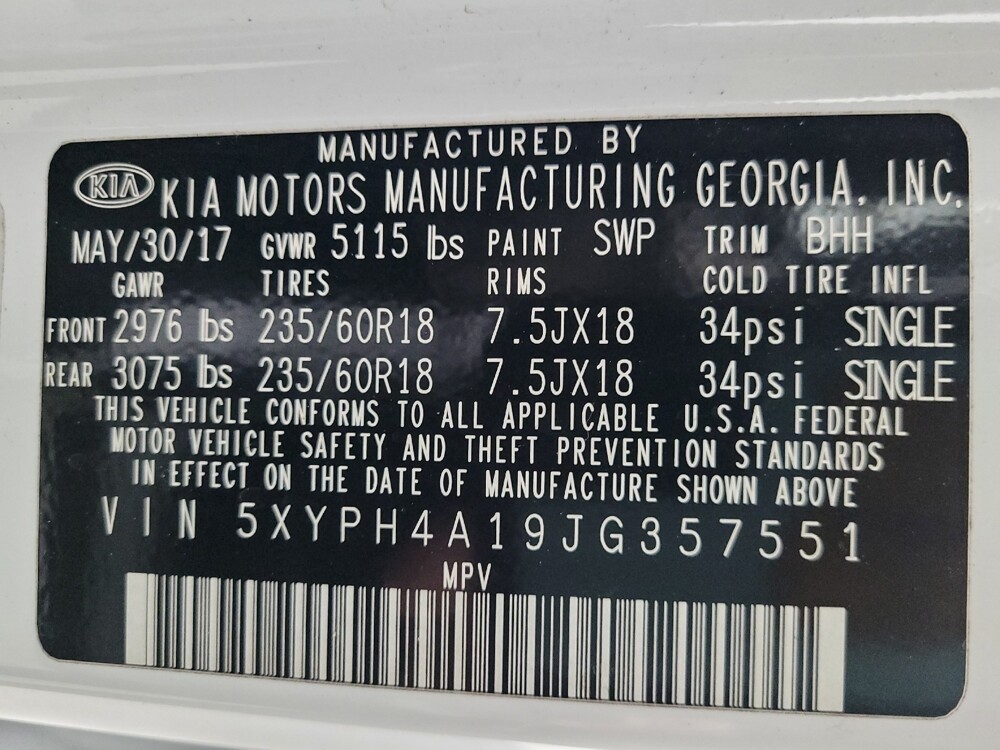 MANUFACTURED BY
KIA KIA MOTORS MANUFACTURING GEORGIA, INC.
MAY/30/17 GVWR 5115 lbs PAINT SWP TRIM BHH
GAWR TIRES RIMS COLD TIRE INFL
FRONT 2976 lbs 235/60R18 7.5JX18 34psi SINGLE
REAR 3075 lbs 235/60R18 7.5JX18 34psi SINGLE
THIS VEHICLE CONFORMS TO ALL APPLICABLE U.S.A. FEDERAL
MOTOR VEHICLE SAFETY AND THEFT PREVENTION STANDARDS
IN EFFECT ON THE DATE OF MANUFACTURE SHOWN ABOVE
VIN 5XYPH4A19JG357551
MPV